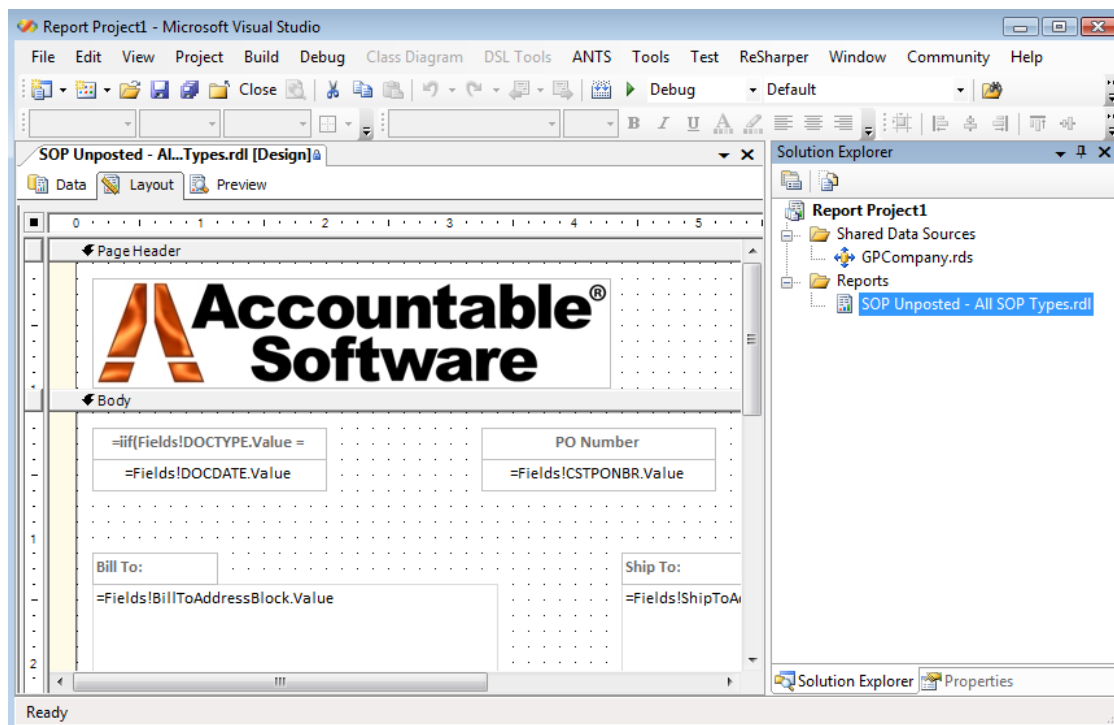 Report Project1 - Microsoft Visual Studio
File Edit View Project Build Debug Class Diagram DSL Tools ANTS Tools Test ReSharper Window Community Help
Close Debug Default
B I U A
SOP Unposted - Al...Types.rdl [Design]
Solution Explorer
Data Layout Preview
0 1 2 3 4 5
Report Project1
Page Header
Shared Data Sources
GPCompany.rds
Reports
SOP Unposted - All SOP Types.rdl
Accountable®
Software
Body
=iif(Fields!DOCTYPE.Value = PO Number
=Fields!DOCDATE.Value =Fields!CSTPONBR.Value
1
Bill To: Ship To:
=Fields!BillToAddressBlock.Value =Fields!ShipToA
2
Solution Explorer Properties
Ready